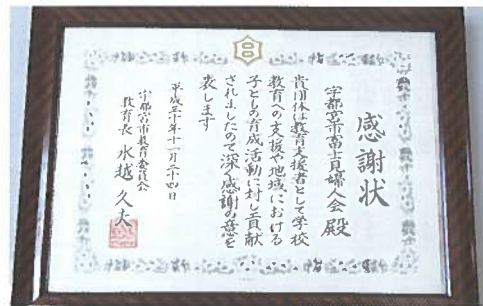 感謝状
宇都宮市富士見婦人会 殿
貴団体は教育支援者として学校
教育への支援や地域における
子どもの育成活動に対し貢献
されましたので深く感謝の意を
表します
平成三十年十一月二十四日
宇都宮市教育委員会
教育長 水越 久夫